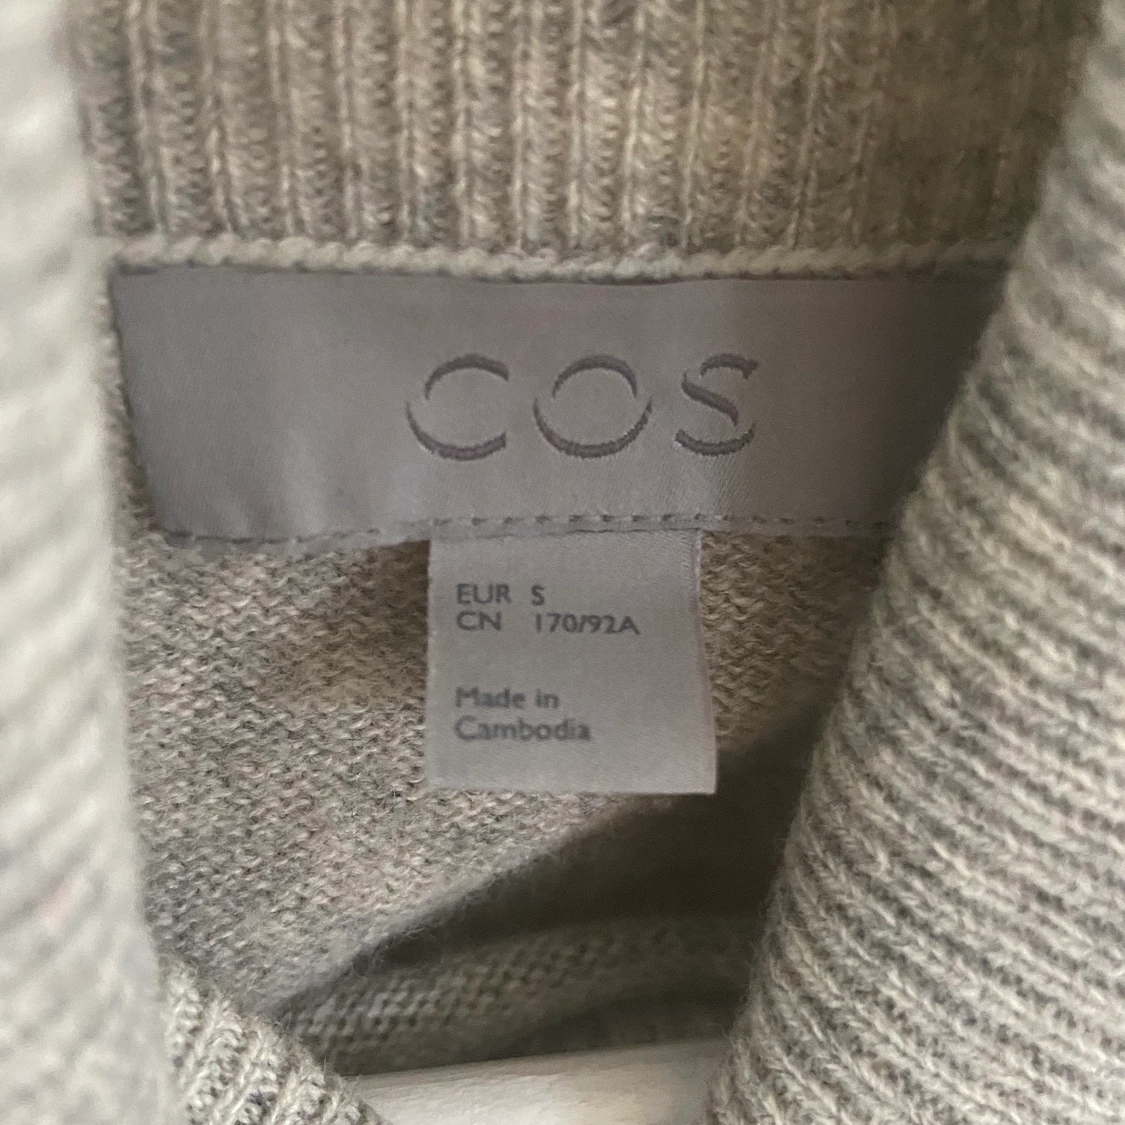 COS
EUR S
CN 170/92A
Made in
Cambodia